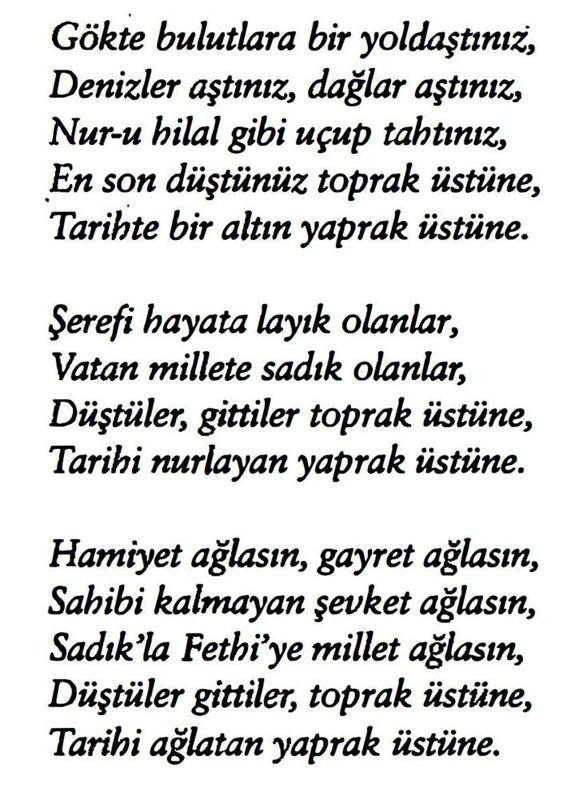 Gökte bulutlara bir yoldaştınız,
Denizler aştınız, dağlar aştınız,
Nur-u hilal gibi uçup tahtınız,
En son düştünüz toprak üstüne,
Tarihte bir altın yaprak üstüne.
Şerefi hayata layık olanlar,
Vatan millete sadık olanlar,
Düştüler, gittiler toprak üstüne,
Tarihi nurlayan yaprak üstüne.
Hamiyet ağlasın, gayret ağlasın,
Sahibi kalmayan şevket ağlasın,
Sadık'la Fethi'ye millet ağlasın,
Düştüler gittiler, toprak üstüne,
Tarihi ağlatan yaprak üstüne.